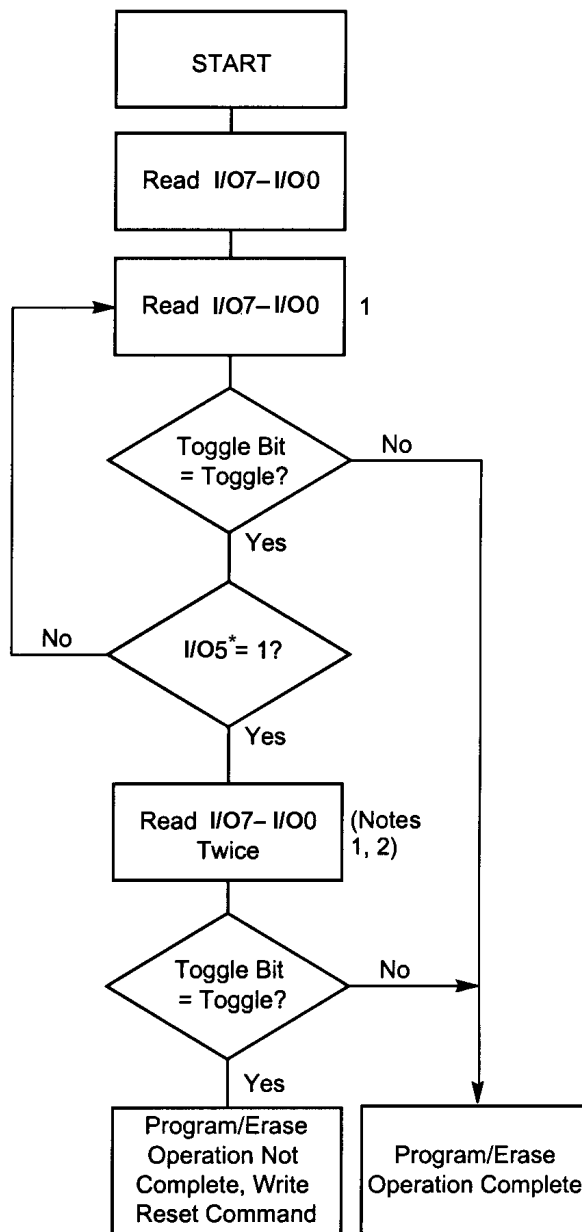 START
Read I/O7–I/O0
Read I/O7–I/O0
1
Toggle Bit
= Toggle?
No
Yes
I/O5*= 1?
No
Yes
Read I/O7–I/O0
Twice
(Notes
1, 2)
Toggle Bit
= Toggle?
No
Yes
Program/Erase
Operation Not
Complete, Write
Reset Command
Program/Erase
Operation Complete